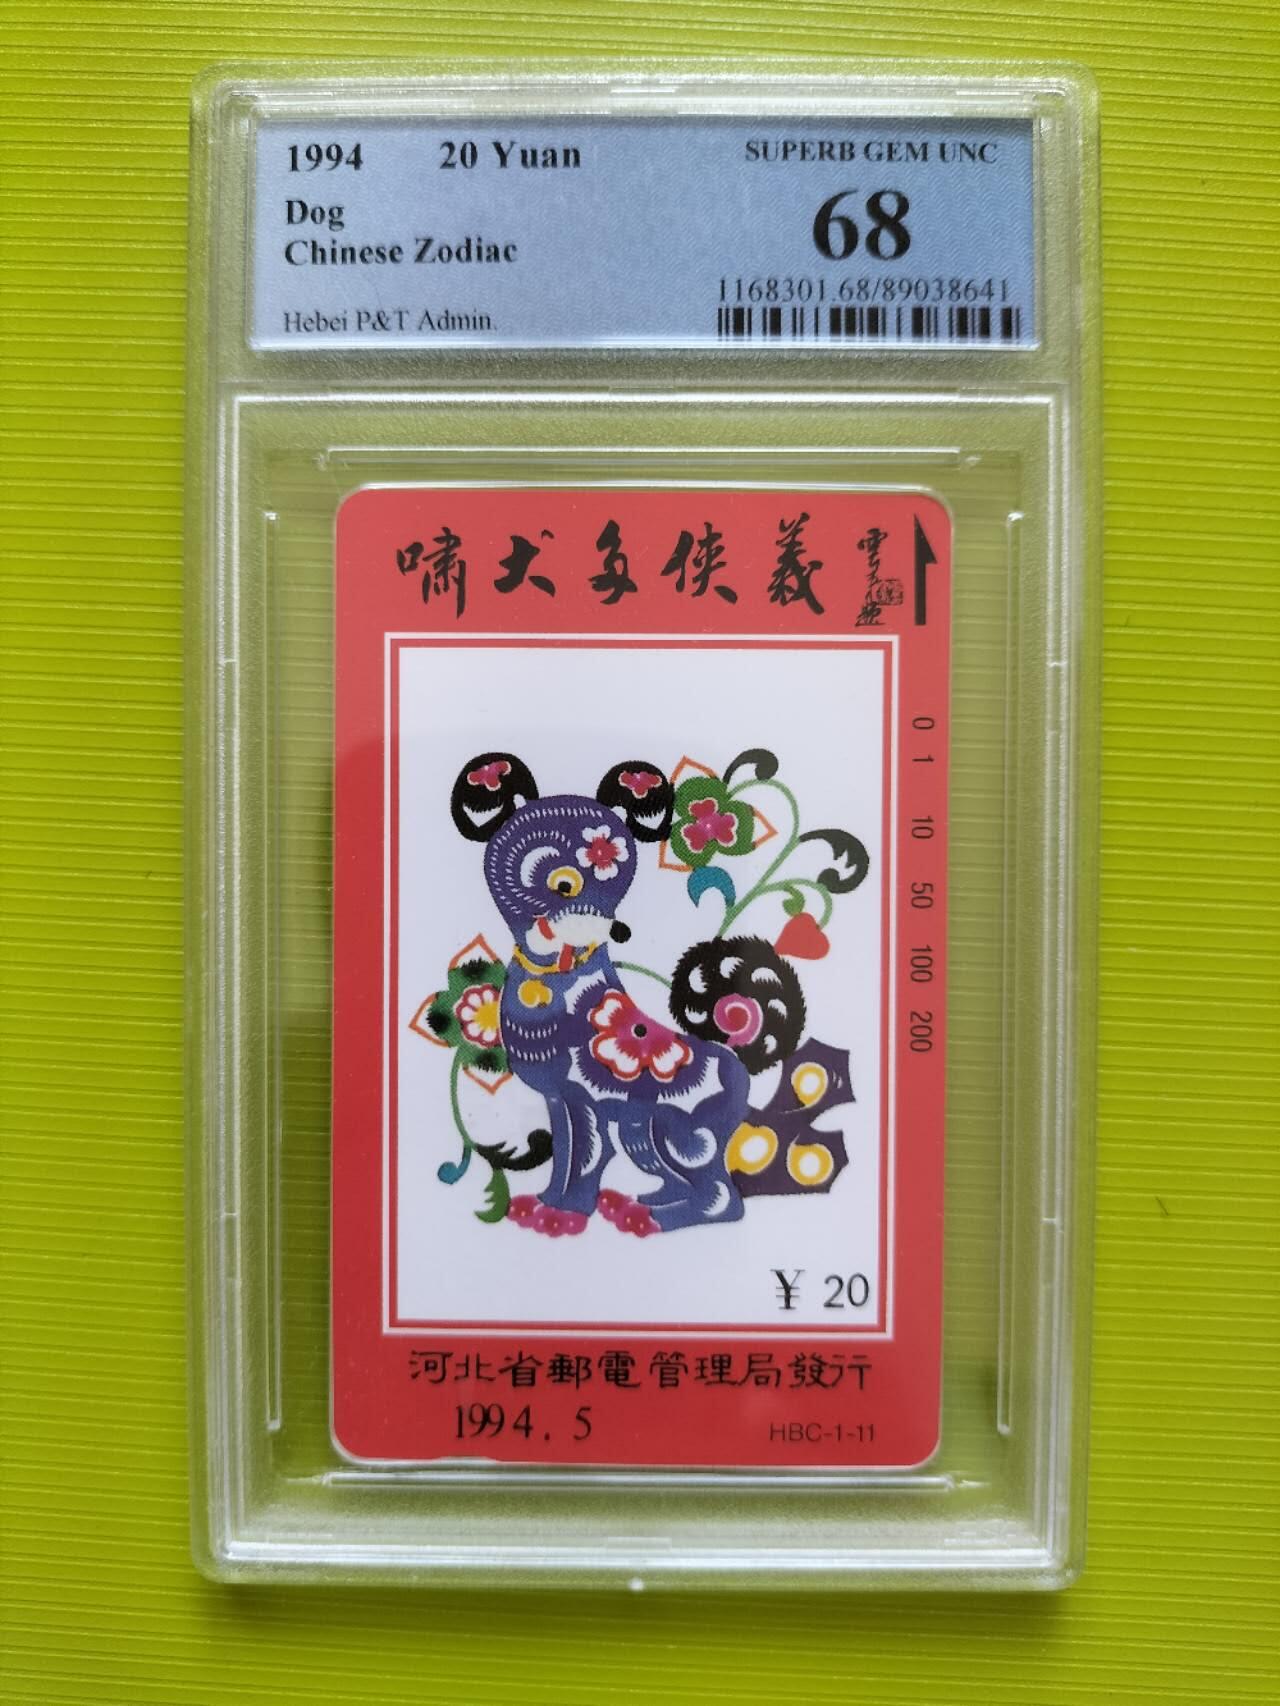 1994 20 Yuan
SUPERB GEM UNC
Dog
68
Chinese Zodiac
1168301.68/89038641
Hebei P&T Admin.
嘯犬多俠義
0 1 10 50 100 200
¥ 20
河北省郵電管理局發行
1994.5
HBC-1-11